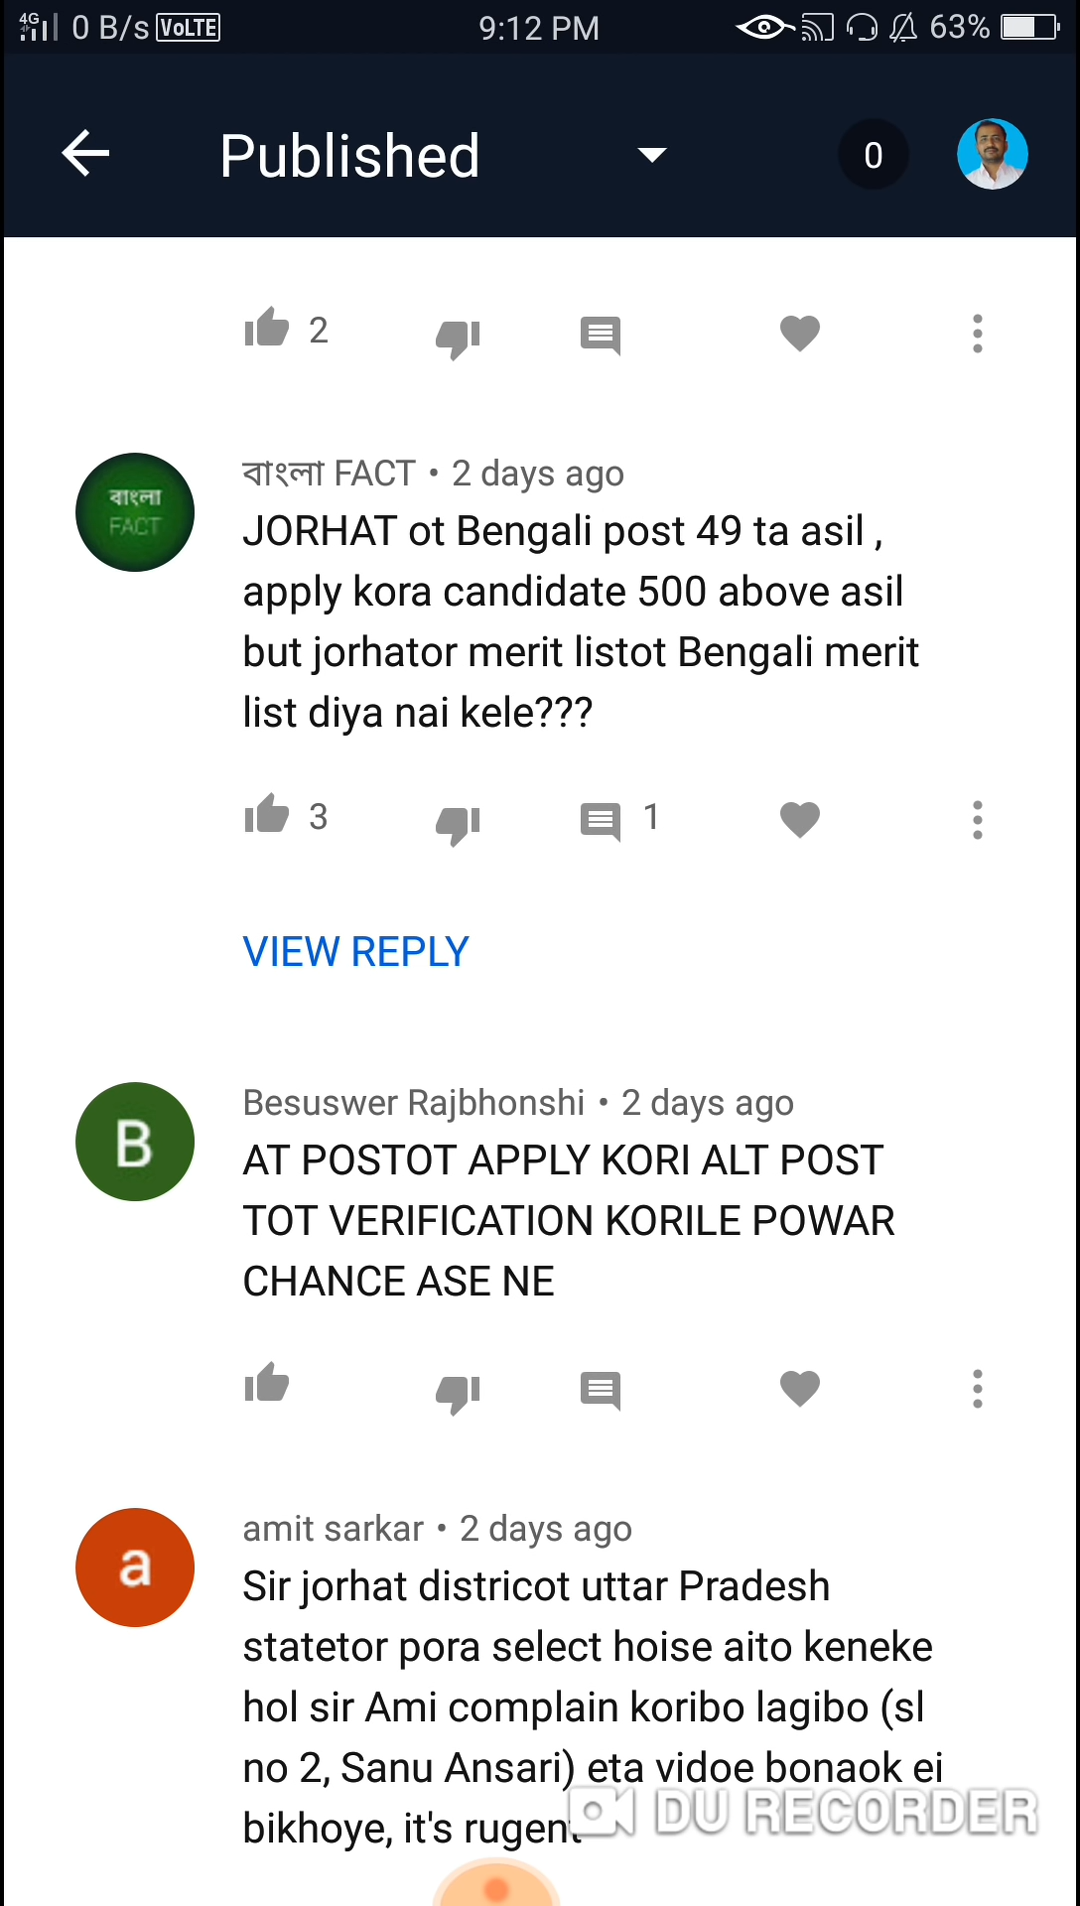 4G 0 B/s VoLTE 9:12 PM 63%
Published 0
2
বাংলা FACT • 2 days ago
বাংলা
FACT
JORHAT ot Bengali post 49 ta asil ,
apply kora candidate 500 above asil
but jorhator merit listot Bengali merit
list diya nai kele???
3 1
VIEW REPLY
Besuswer Rajbhonshi • 2 days ago
B
AT POSTOT APPLY KORI ALT POST
TOT VERIFICATION KORILE POWAR
CHANCE ASE NE
amit sarkar • 2 days ago
a
Sir jorhat districot uttar Pradesh
statetor pora select hoise aito keneke
hol sir Ami complain koribo lagibo (sl
no 2, Sanu Ansari) eta vidoe bonaok ei
bikhoye, it's rugent
DU RECORDER